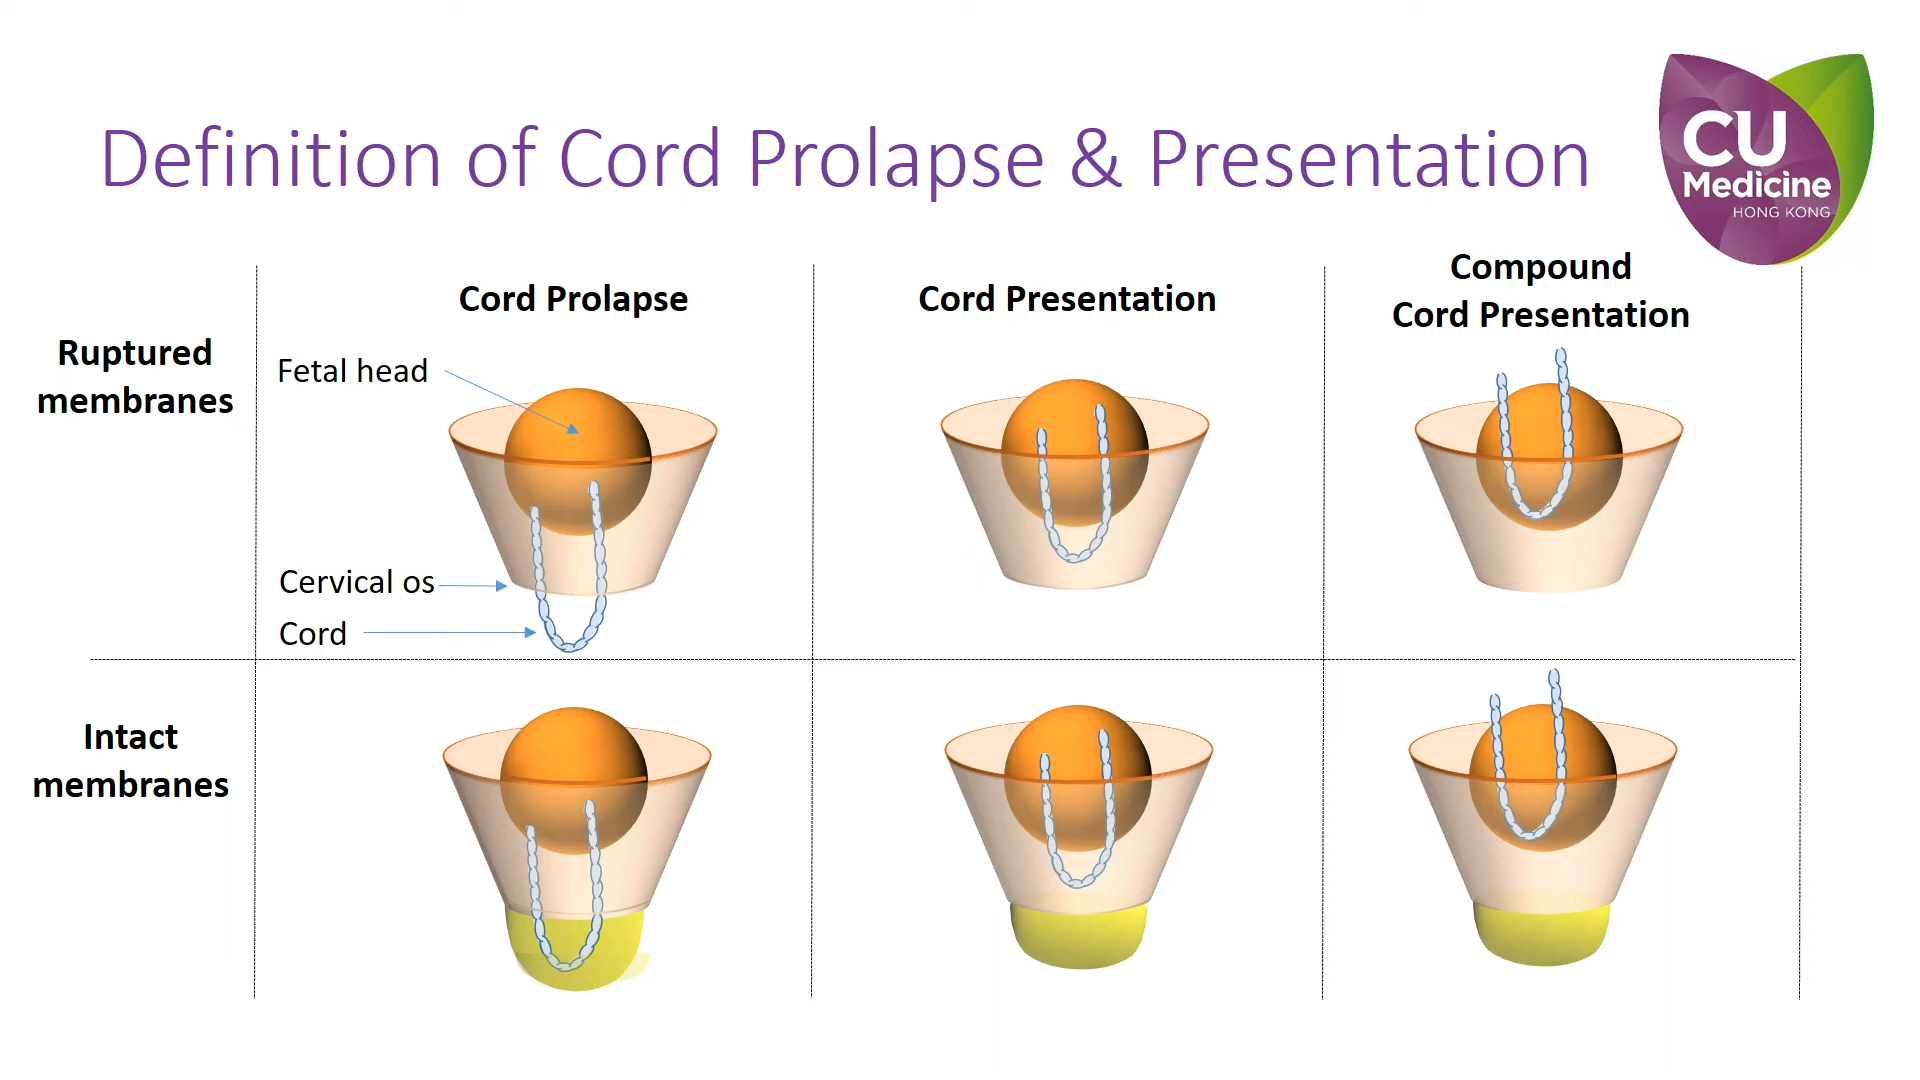 Definition of Cord Prolapse & Presentation
CU
Medicine
HONG KONG
Cord Prolapse
Cord Presentation
Compound
Cord Presentation
Ruptured
membranes
Fetal head
Cervical os
Cord
Intact
membranes